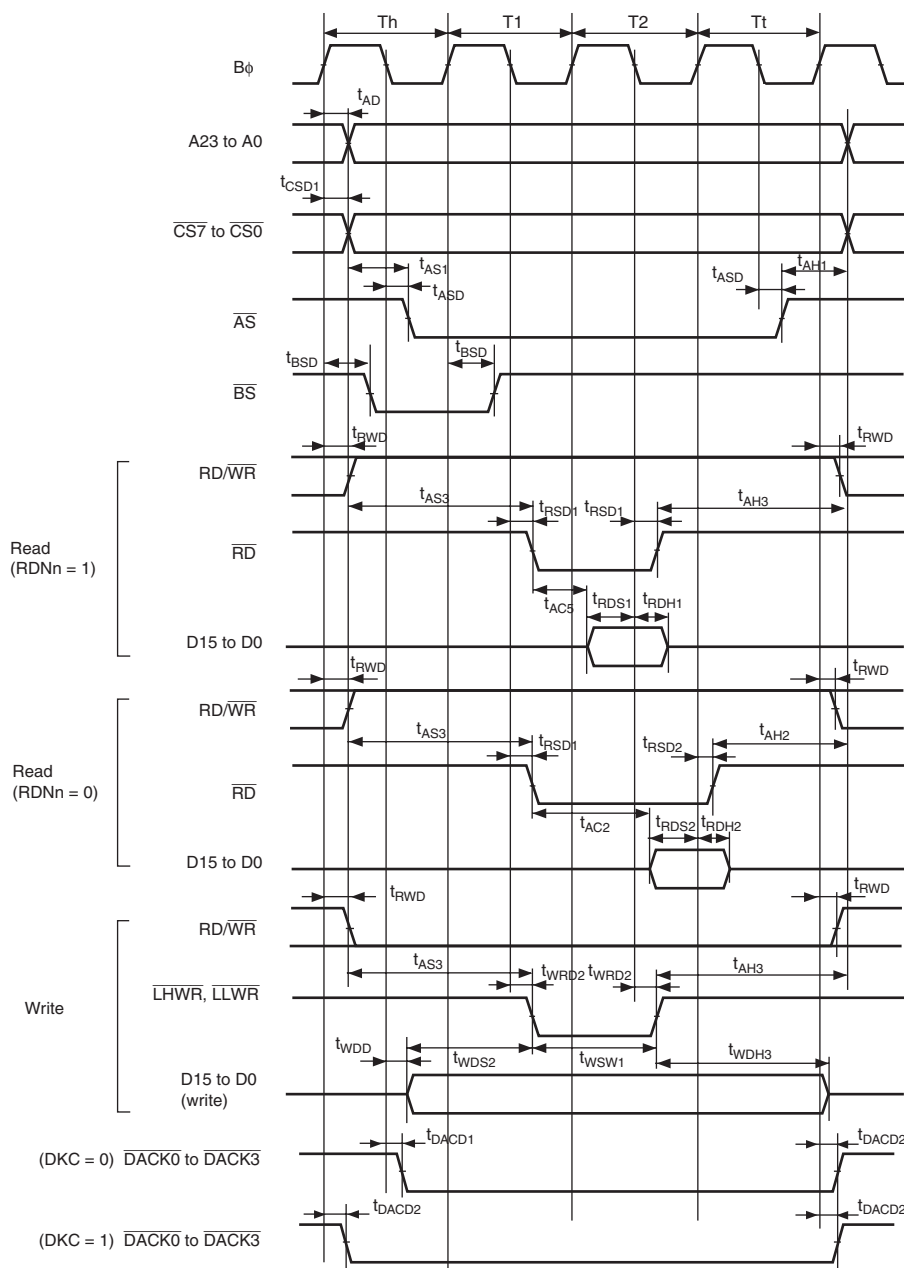 Th T1 T2 Tt
Bϕ
tAD
A23 to A0
tCSD1
CS7 to CS0
tAS1 tASD tAH1
tASD
AS
tBSD tBSD
BS
tRWD tRWD
RD/WR
tAS3 tRSD1 tRSD1 tAH3
Read
(RDNn = 1)
RD
tAC5 tRDS1 tRDH1
D15 to D0
tRWD tRWD
RD/WR
tAS3 tRSD1 tRSD2 tAH2
Read
(RDNn = 0)
RD
tAC2 tRDS2 tRDH2
D15 to D0
tRWD tRWD
RD/WR
tAS3 tWRD2 tWRD2 tAH3
Write
LHWR, LLWR
tWDD tWDS2 tWSW1 tWDH3
D15 to D0
(write)
tDACD1 tDACD2
(DKC = 0) DACK0 to DACK3
tDACD2 tDACD2
(DKC = 1) DACK0 to DACK3